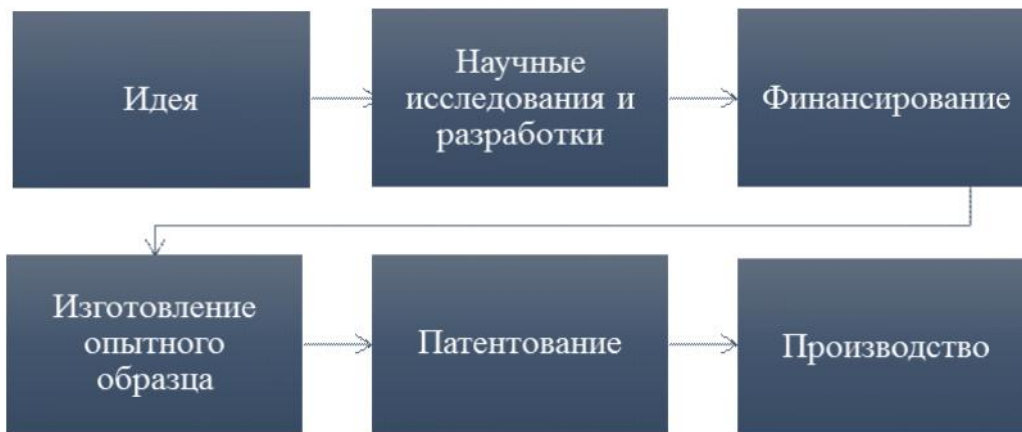 Идея
Научные
исследования и
разработки
Финансирование
Изготовление
опытного
образца
Патентование
Производство